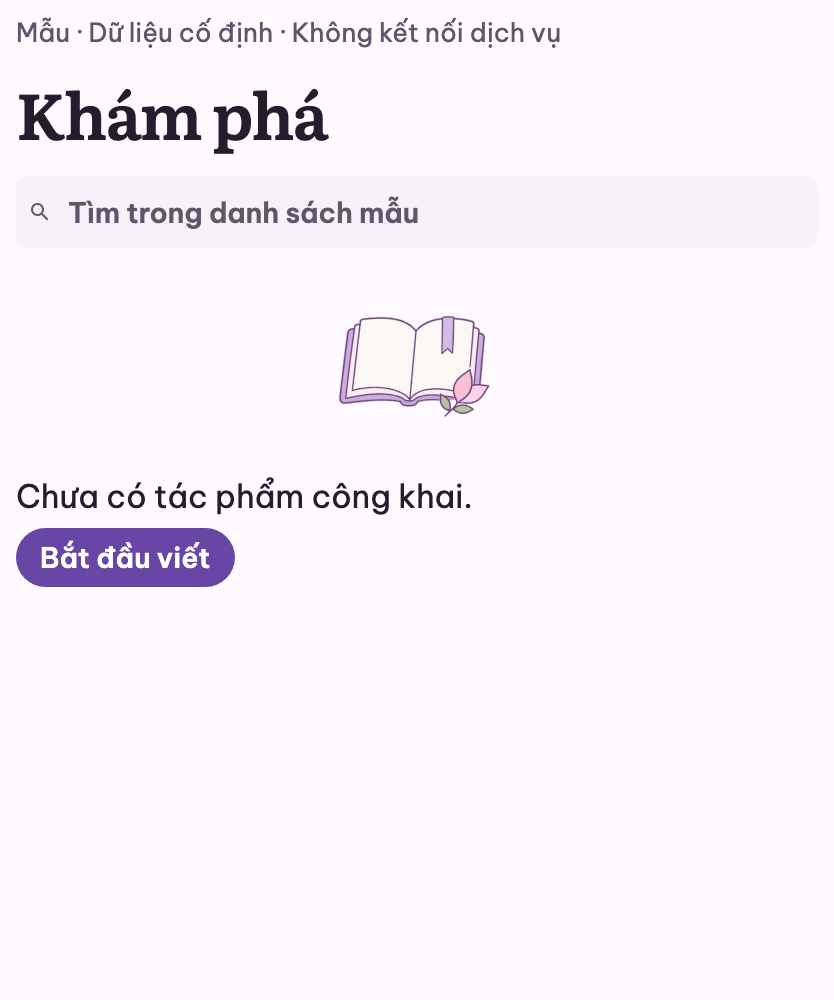 Mẫu · Dữ liệu cố định · Không kết nối dịch vụ
Khám phá
Tìm trong danh sách mẫu
Chưa có tác phẩm công khai.
Bắt đầu viết